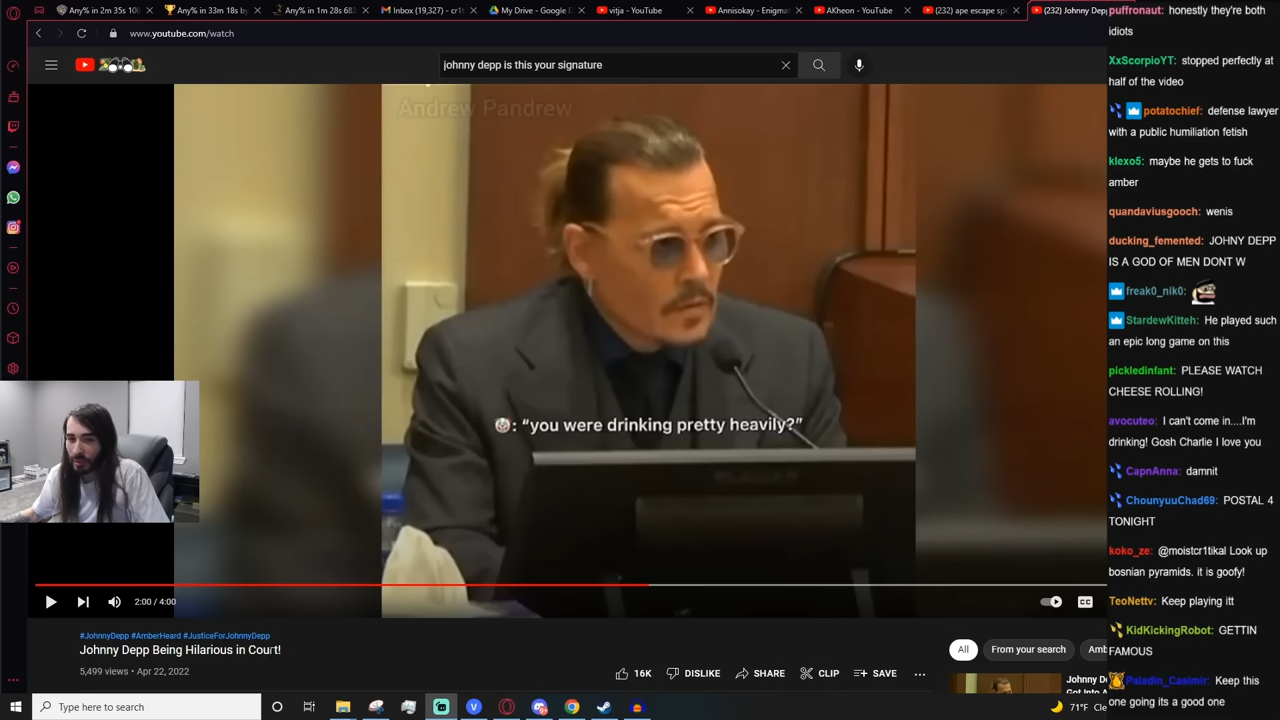 Any% in 2m 35s 100
Any% in 33m 18s by
Any% in 1m 28s 683
Inbox (19,327) - cr1t
My Drive - Google D
vitja - YouTube
Annisokay - Enigma
AKheon - YouTube
(232) ape escape sp
(232) Johnny Dep
www.youtube.com/watch
johnny depp is this your signature
Andrew Pandrew
: “you were drinking pretty heavily?”
2:00 / 4:00
CC
#JohnnyDepp #AmberHeard #JusticeForJohnnyDepp
Johnny Depp Being Hilarious in Court!
5,499 views • Apr 22, 2022
16K
DISLIKE
SHARE
CLIP
SAVE
All
From your search
Amb
Johnny De
Type here to search
71°F Cle
puffronaut: honestly they're both
idiots
XxScorpioYT: stopped perfectly at
half of the video
potatochief: defense lawyer
with a public humiliation fetish
klexo5: maybe he gets to fuck
amber
quandaviusgooch: wenis
ducking_femented: JOHNY DEPP
IS A GOD OF MEN DONT W
freak0_nik0:
StardewKitteh: He played such
an epic long game on this
pickledinfant: PLEASE WATCH
CHEESE ROLLING!
avocuteo: I can't come in....I'm
drinking! Gosh Charlie I love you
CapnAnna: damnit
ChounyuuChad69: POSTAL 4
TONIGHT
koko_ze: @moistcr1tikal Look up
bosnian pyramids. it is goofy!
TeoNettv: Keep playing itt
KidKickingRobot: GETTIN
FAMOUS
Paladin_Casimir: Keep this
one going its a good one